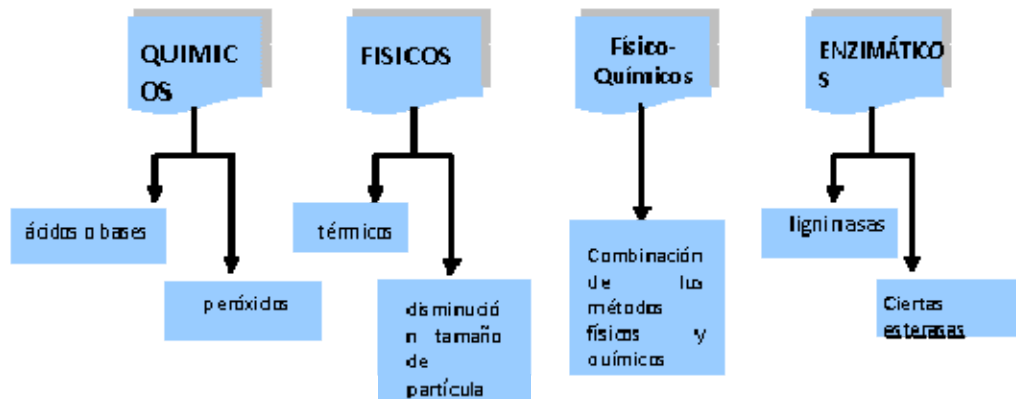 QUIMIC
OS
FISICOS
Físico-
Químicos
ENZIMÁTICO
S
ácidos o bases
peróxidos
térmicos
disminució
n tamaño
de
partícula
Combinación
de los
métodos
físicos y
químicos
ligninasas
Ciertas
esterasas